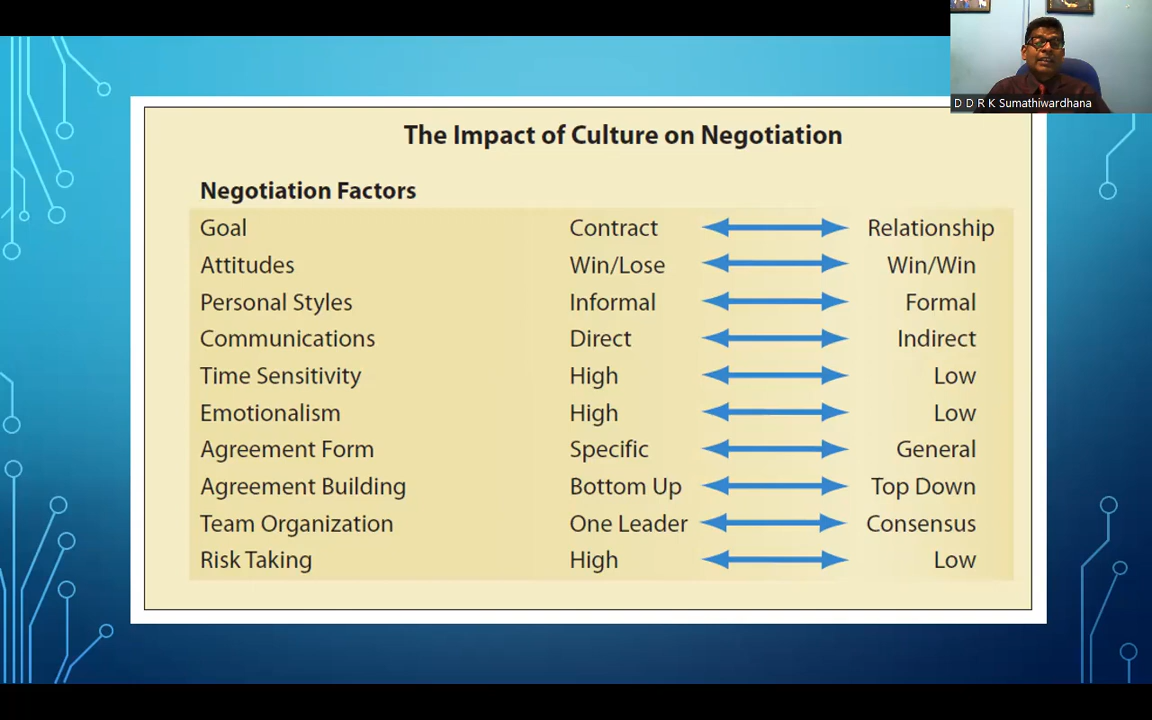 D D R K Sumathiwardhana
The Impact of Culture on Negotiation
Negotiation Factors
Goal Contract Relationship
Attitudes Win/Lose Win/Win
Personal Styles Informal Formal
Communications Direct Indirect
Time Sensitivity High Low
Emotionalism High Low
Agreement Form Specific General
Agreement Building Bottom Up Top Down
Team Organization One Leader Consensus
Risk Taking High Low